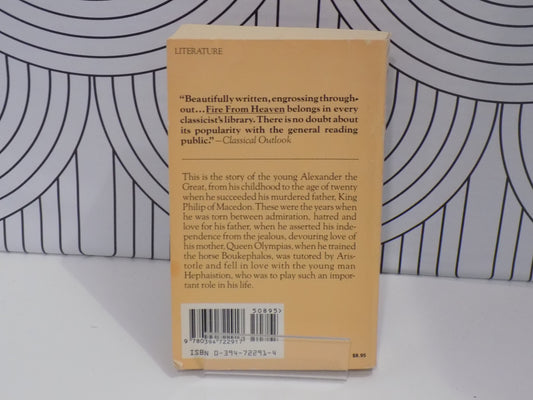 LITERATURE
“Beautifully written, engrossing through-
out...Fire From Heaven belongs in every
classicist's library. There is no doubt about
its popularity with the general reading
public.”—Classical Outlook
This is the story of the young Alexander the
Great, from his childhood to the age of twenty
when he succeeded his murdered father, King
Philip of Macedon. These were the years when
he was torn between admiration, hatred and
love for his father, when he asserted his inde-
pendence from the jealous, devouring love of
his mother, Queen Olympias, when he trained
the horse Boukephalos, was tutored by Aris-
totle and fell in love with the young man
Hephaistion, who was to play such an impor-
tant role in his life.
50895>
9 780394 722917
ISBN 0-394-72291-4
$8.95